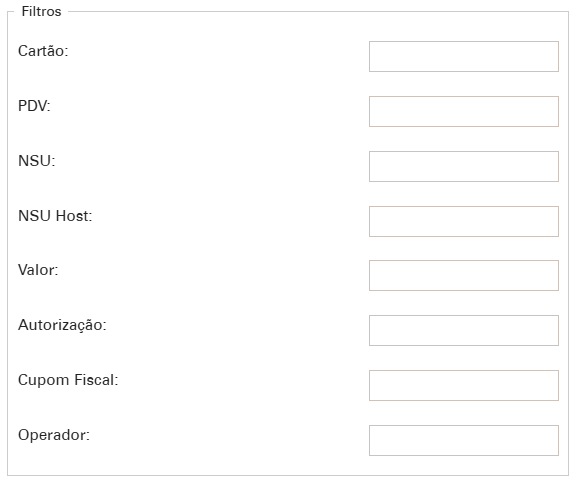 Filtros
Cartão:
PDV:
NSU:
NSU Host:
Valor:
Autorização:
Cupom Fiscal:
Operador: